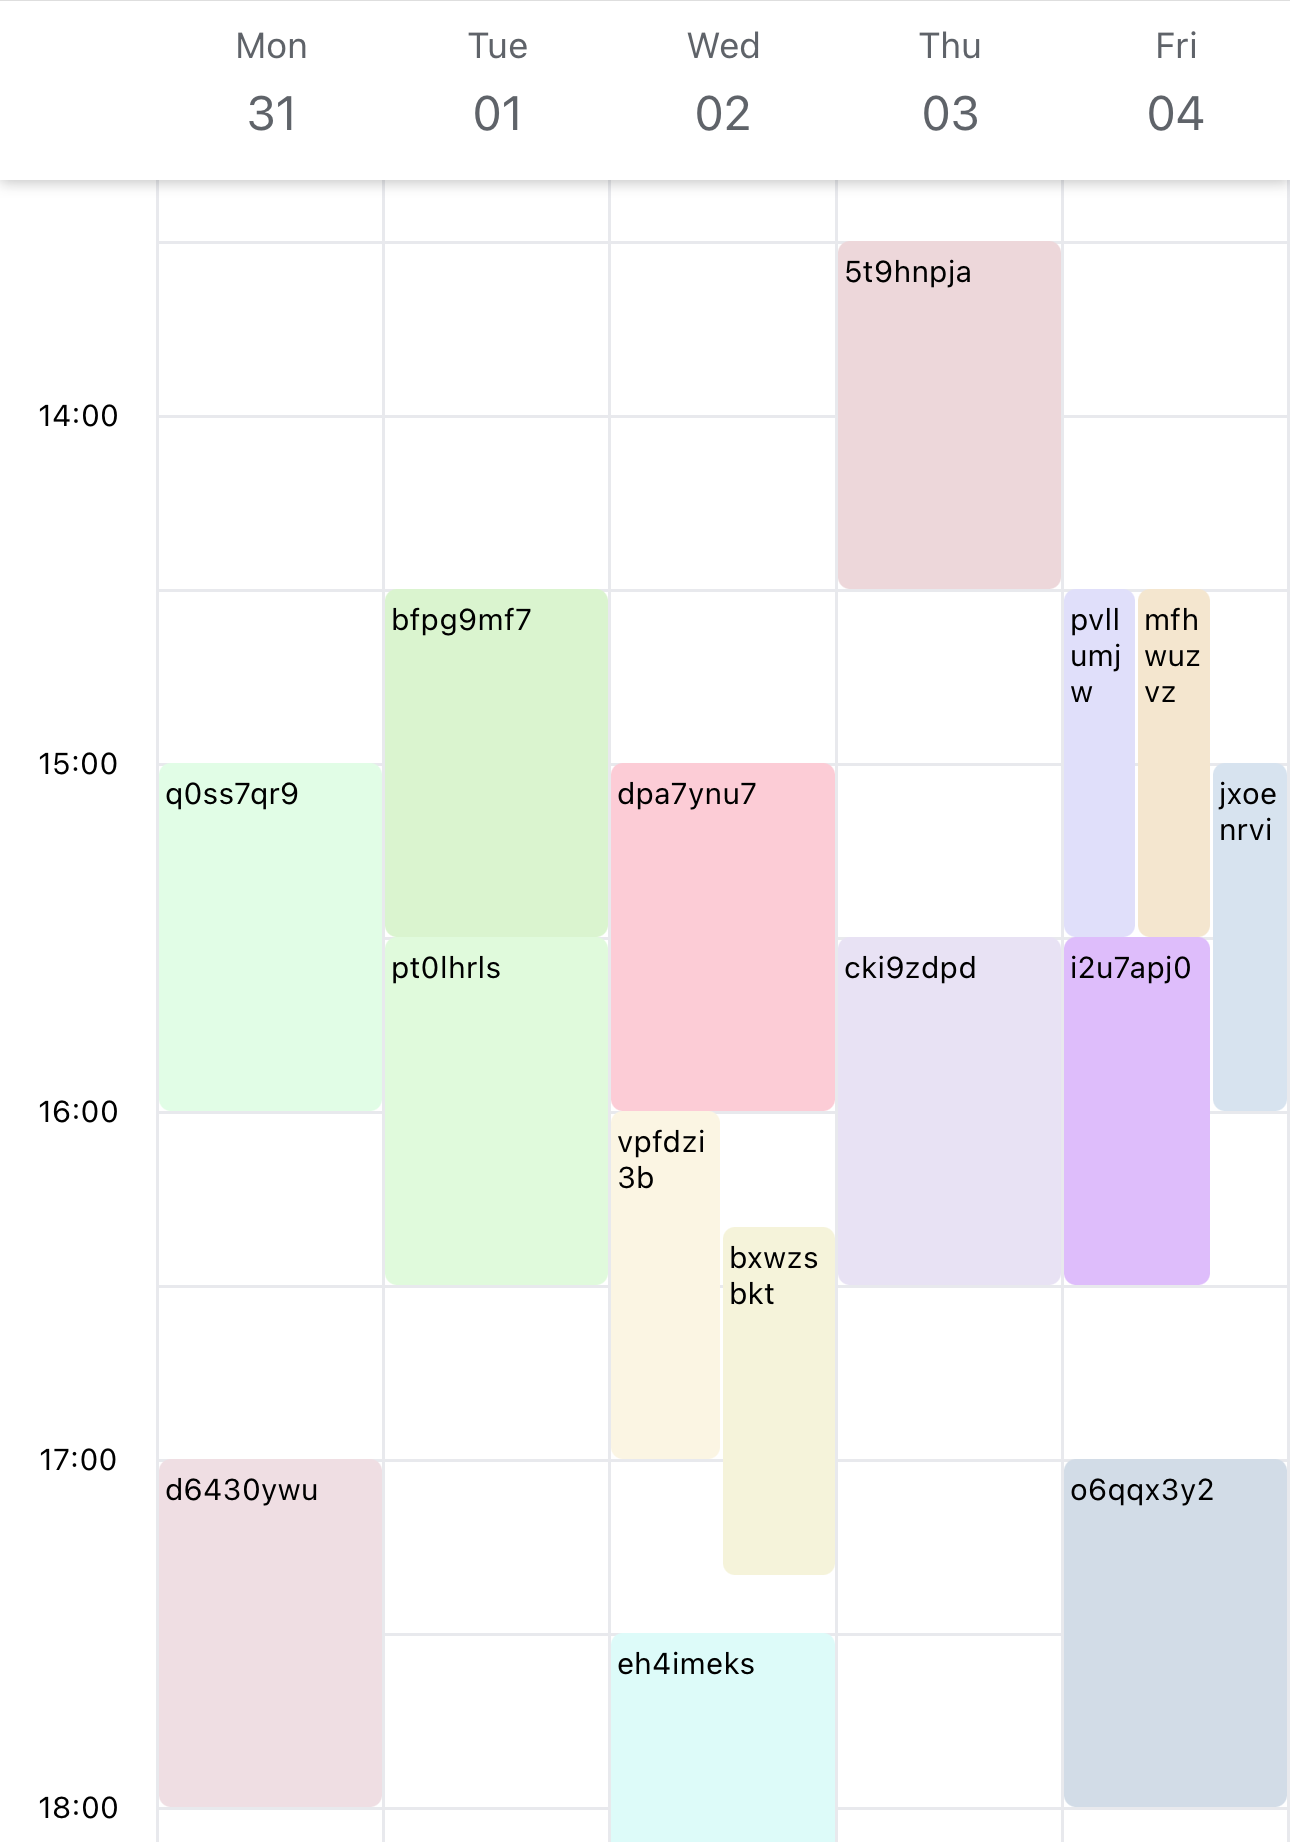 Mon
Tue
Wed
Thu
Fri
31
01
02
03
04
5t9hnpja
14:00
bfpg9mf7
pvll
umj
w
mfh
wuz
vz
15:00
q0ss7qr9
dpa7ynu7
jxoe
nrvi
pt0lhrls
cki9zdpd
i2u7apj0
16:00
vpfdzi
3b
bxwzs
bkt
17:00
d6430ywu
o6qqx3y2
eh4imeks
18:00